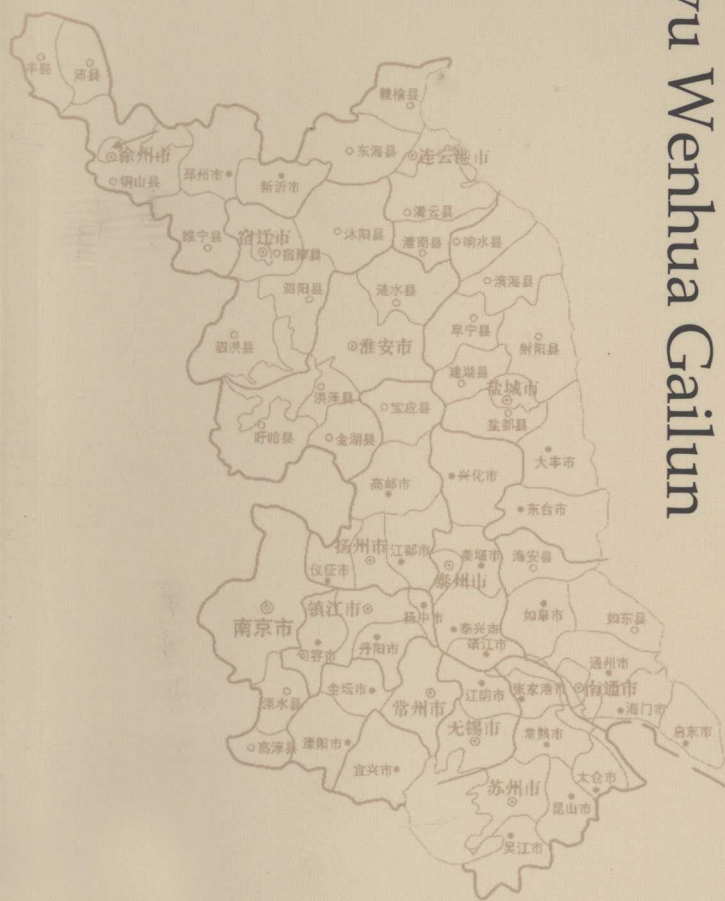 yu Wenhua Gailun
丰县
沛县
赣榆县
徐州市
铜山县
邳州市
新沂市
东海县
连云港市
灌云县
睢宁县
宿迁市
宿豫县
沭阳县
灌南县
响水县
泗阳县
涟水县
滨海县
泗洪县
淮安市
阜宁县
射阳县
建湖县
盐城市
洪泽县
宝应县
盐都县
盱眙县
金湖县
高邮市
兴化市
大丰市
东台市
扬州市
江都市
姜堰市
海安县
仪征市
泰州市
南京市
镇江市
扬中市
泰兴市
靖江市
如皋市
如东县
句容市
丹阳市
通州市
溧水县
金坛市
常州市
江阴市
张家港市
南通市
海门市
启东市
高淳县
溧阳市
宜兴市
无锡市
常熟市
苏州市
太仓市
昆山市
吴江市